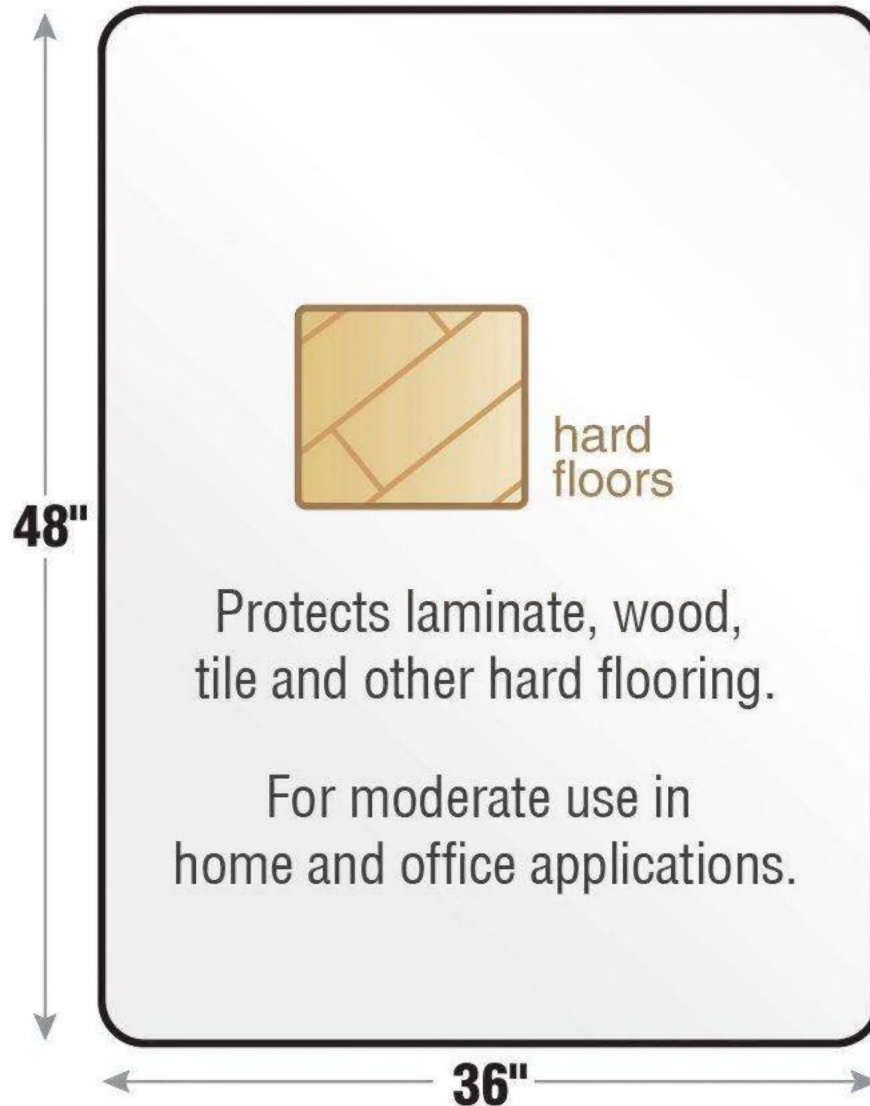 hard
floors
48"
Protects laminate, wood,
tile and other hard flooring.
For moderate use in
home and office applications.
36"